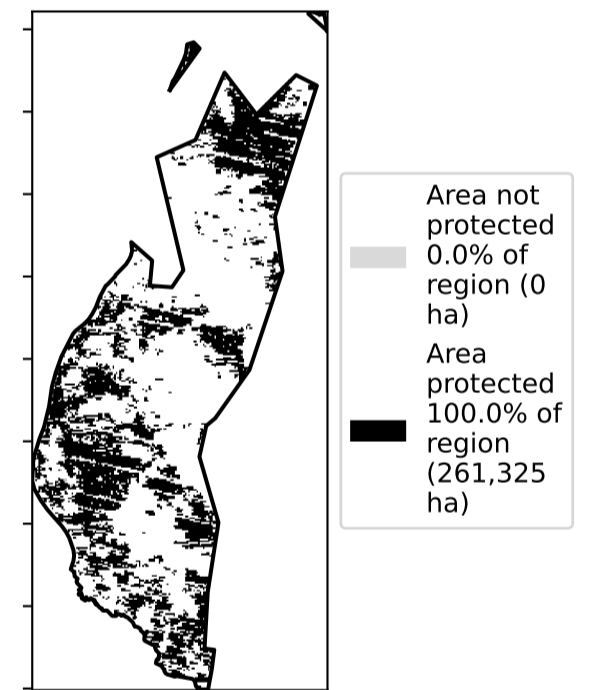 Area not
protected
0.0% of
region (0
ha)
Area
protected
100.0% of
region
(261,325
ha)